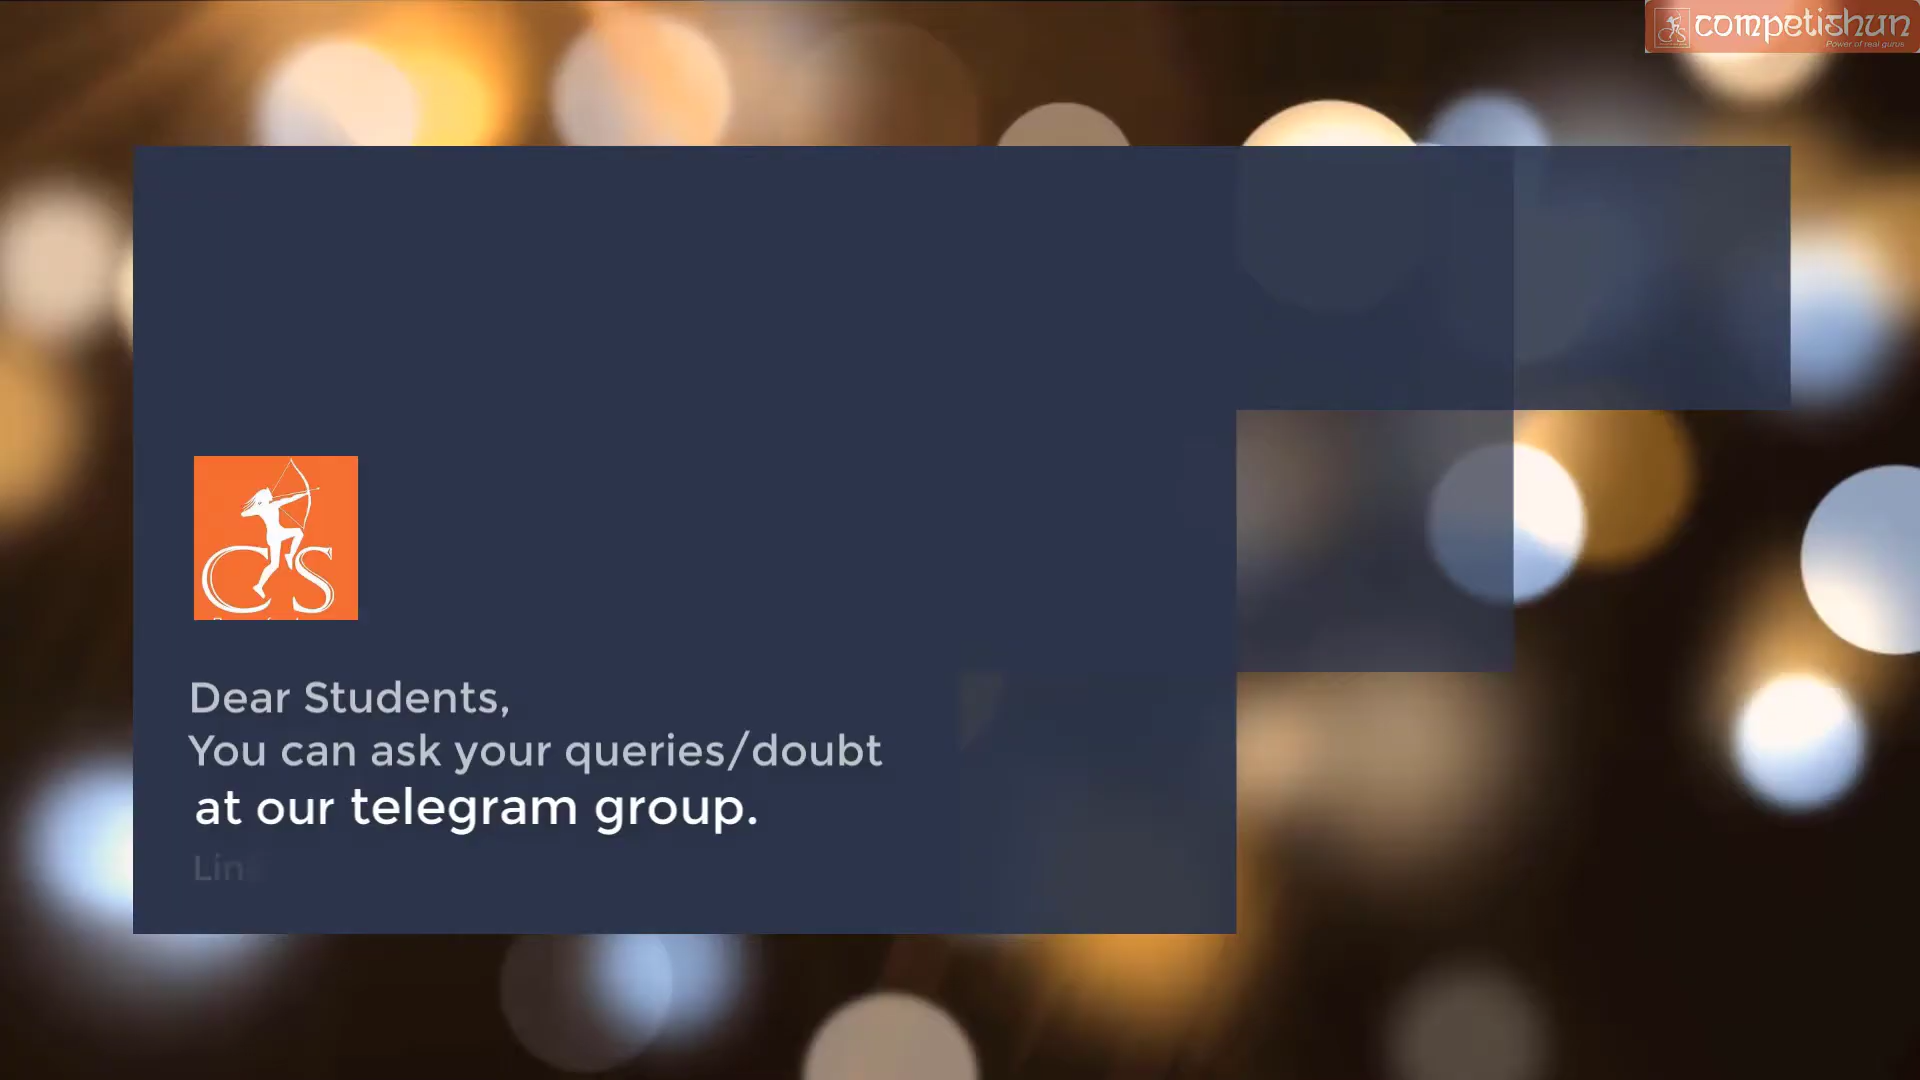 competishun
Power of real gurus
CS
Dear Students,
You can ask your queries/doubt
at our telegram group.
Lin